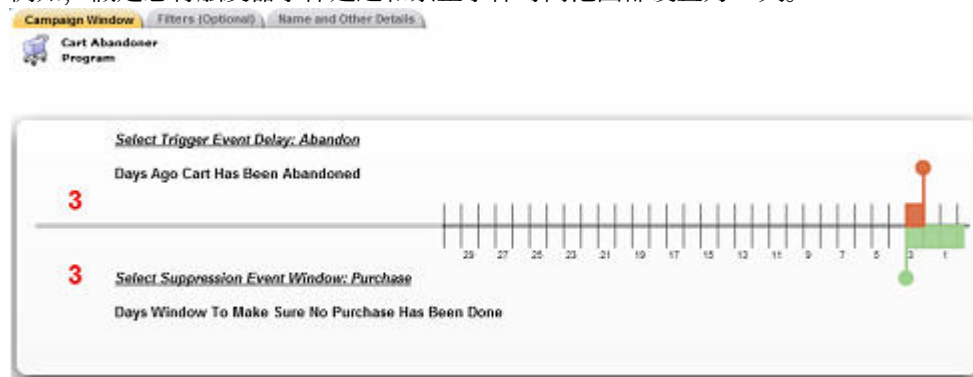 Campaign Window Filters (Optional) Name and Other Details
Cart Abandoner
Program
Select Trigger Event Delay: Abandon
Days Ago Cart Has Been Abandoned
3
29 27 25 23 21 19 17 15 13 11 9 7 5 3 1
3
Select Suppression Event Window: Purchase
Days Window To Make Sure No Purchase Has Been Done